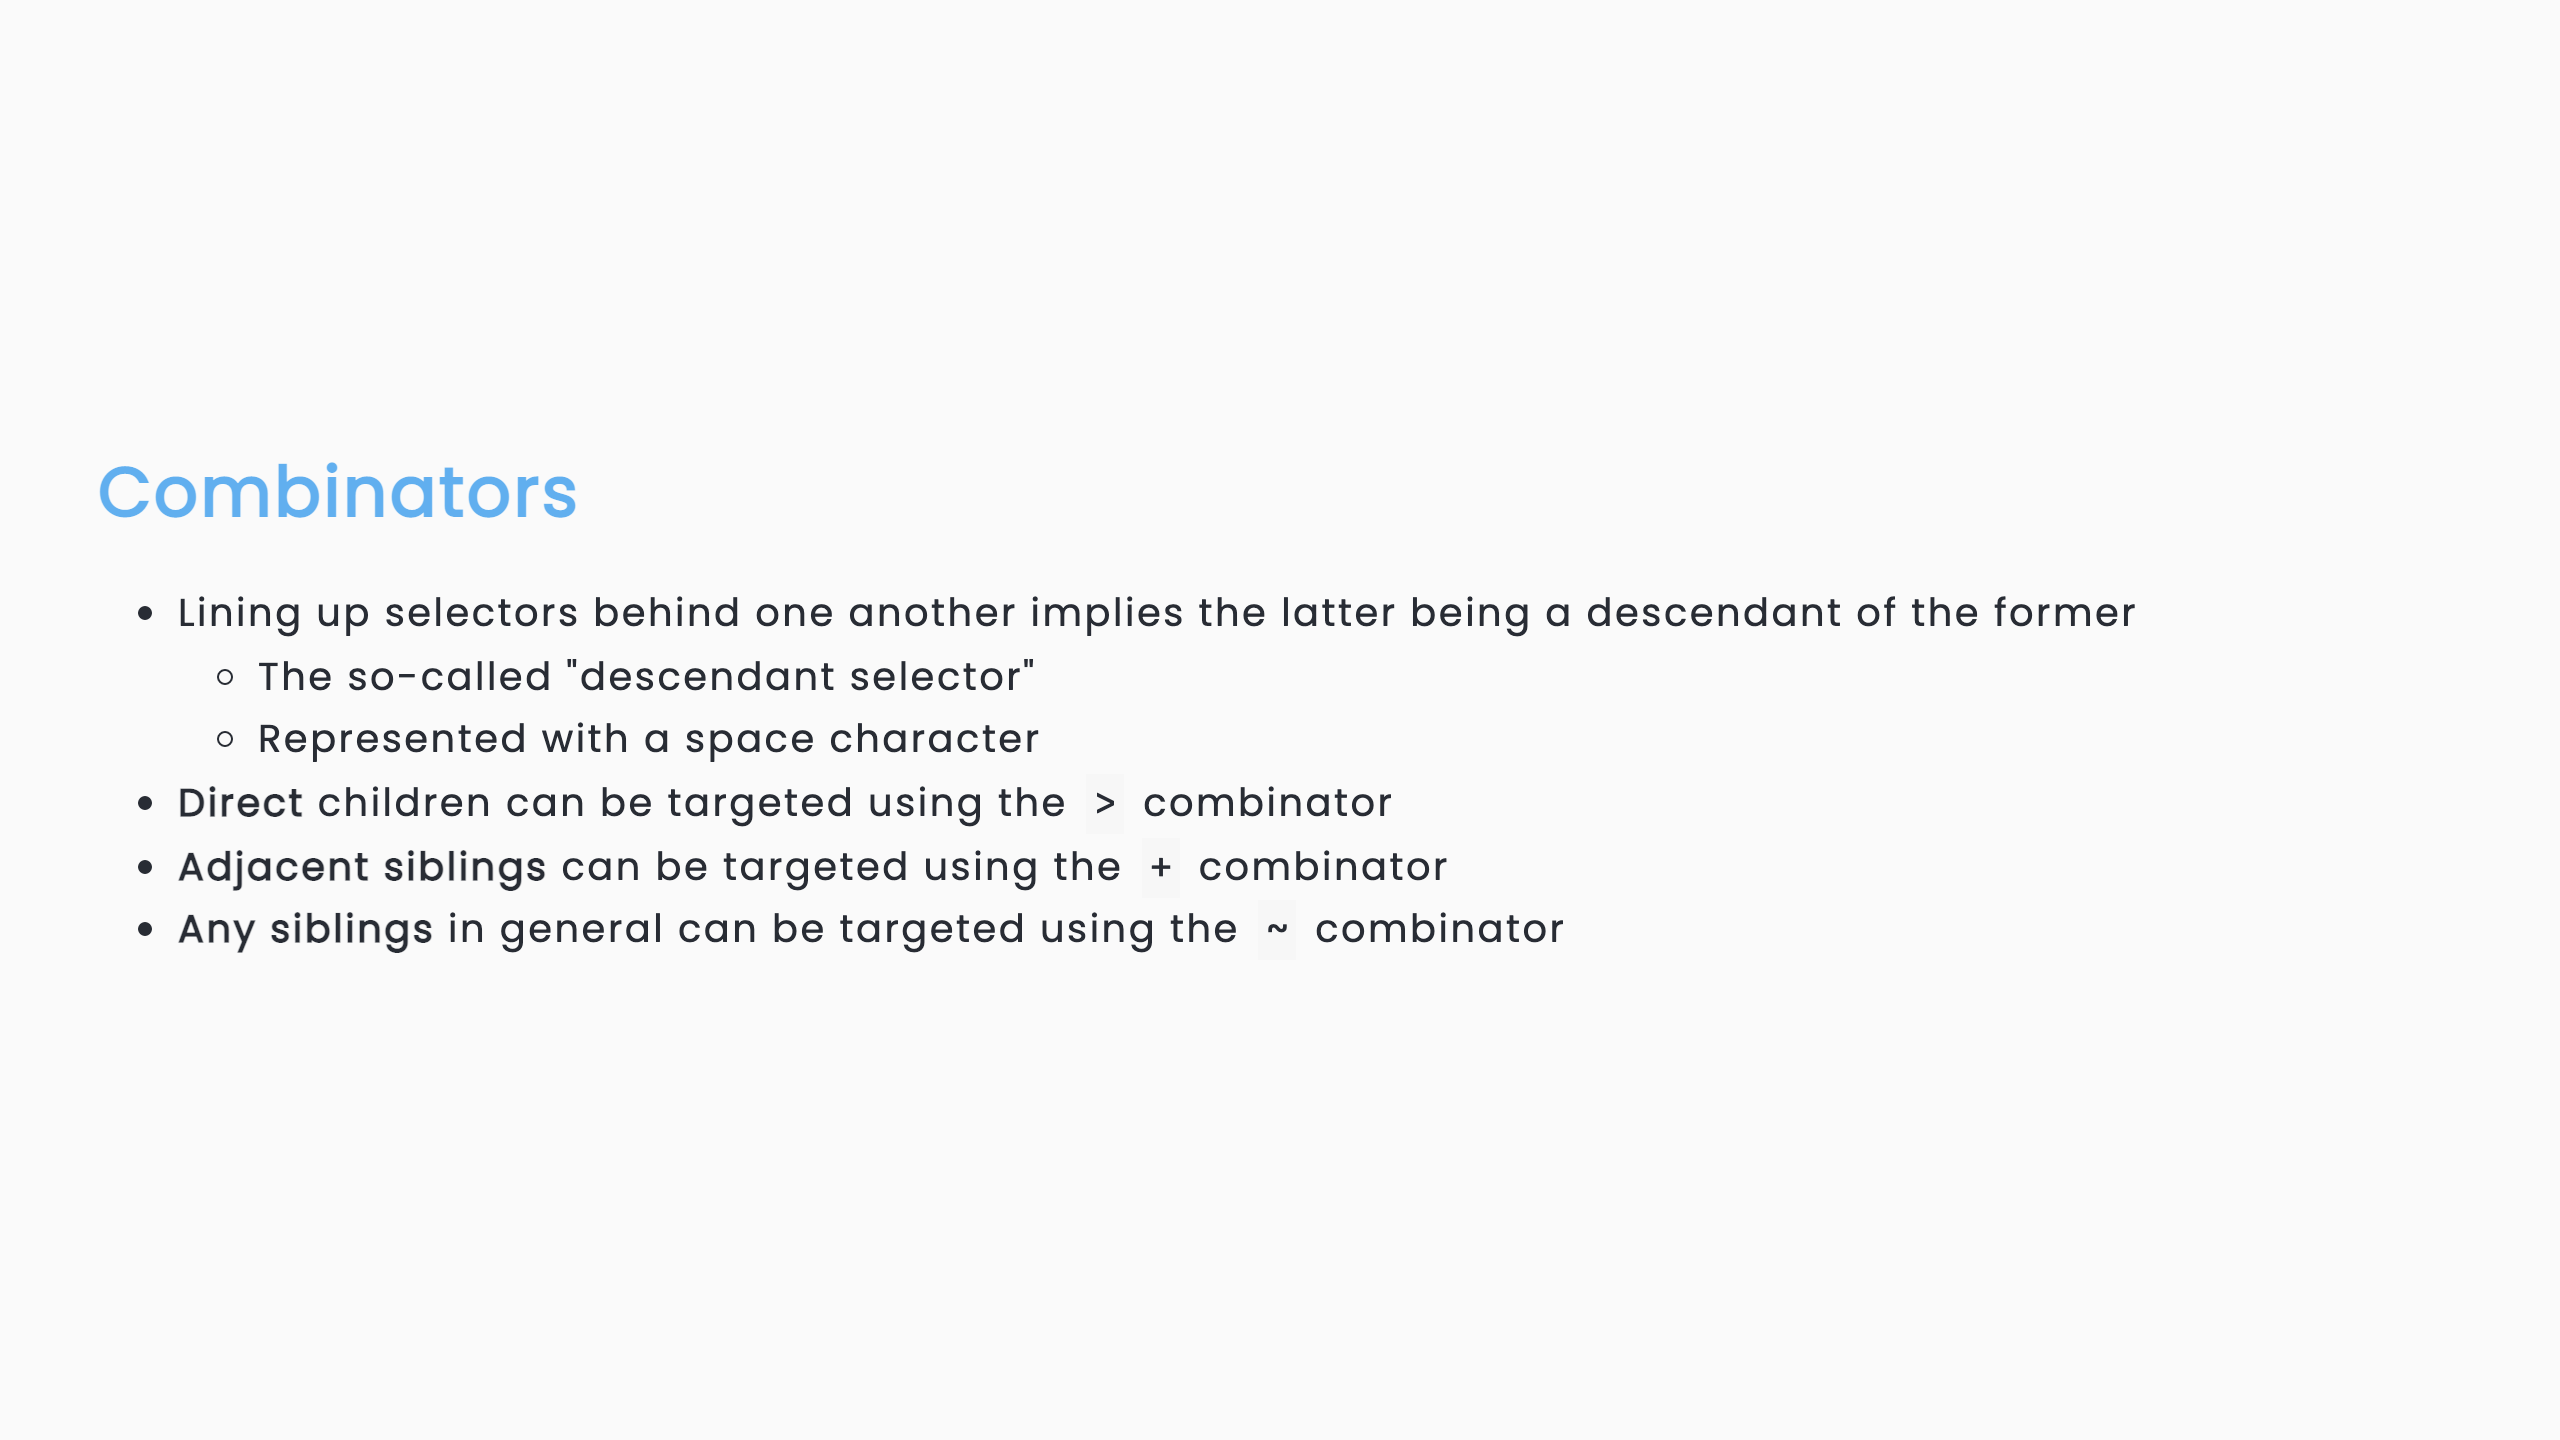 Combinators
Lining up selectors behind one another implies the latter being a descendant of the former
The so-called "descendant selector"
Represented with a space character
Direct children can be targeted using the > combinator
Adjacent siblings can be targeted using the + combinator
Any siblings in general can be targeted using the ~ combinator